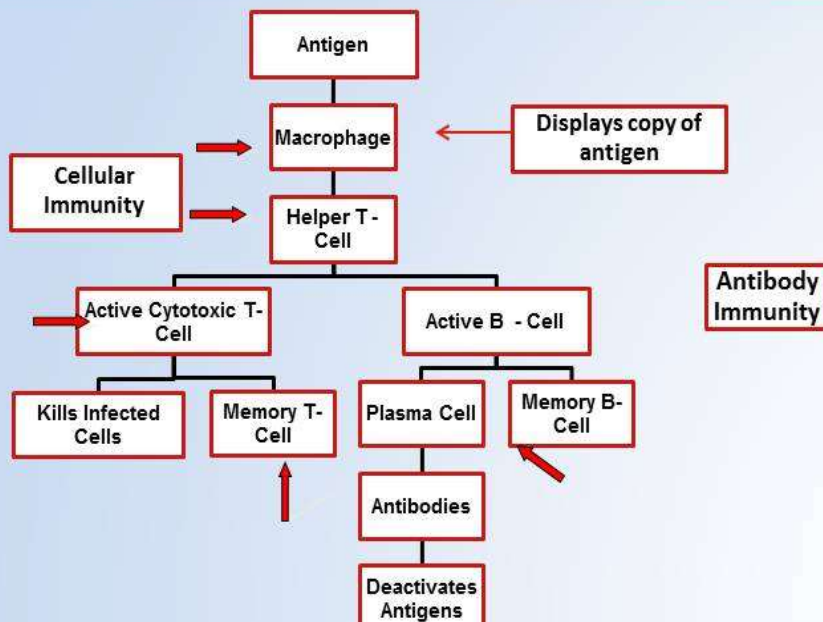 Antigen
Macrophage
Displays copy of
antigen
Cellular
Immunity
Helper T -
Cell
Antibody
Immunity
Active Cytotoxic T-
Cell
Active B - Cell
Kills Infected
Cells
Memory T-
Cell
Plasma Cell
Memory B-
Cell
Antibodies
Deactivates
Antigens